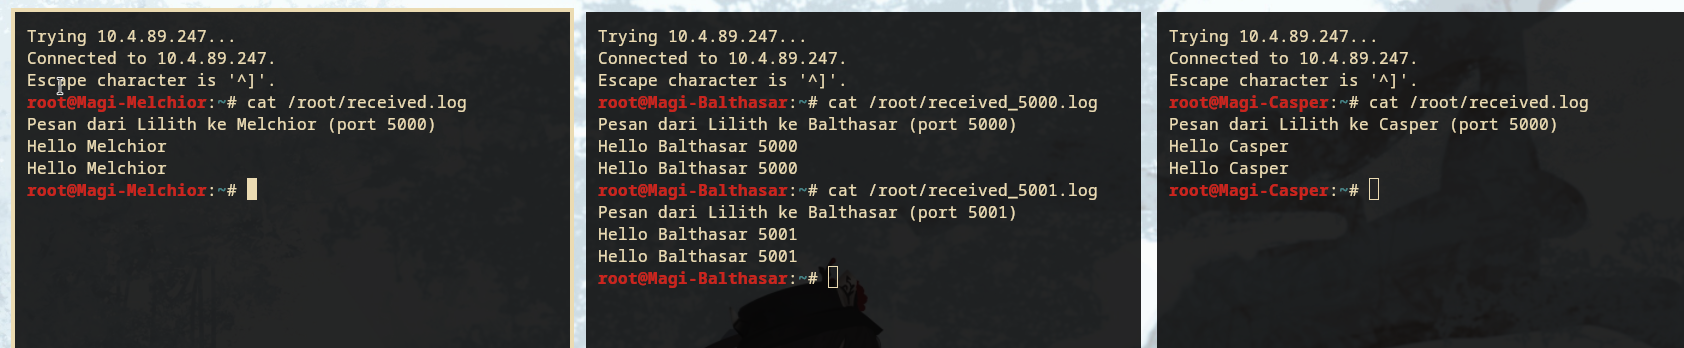 Trying 10.4.89.247...
Connected to 10.4.89.247.
Escape character is '^]'.
root@Magi-Melchior:~# cat /root/received.log
Pesan dari Lilith ke Melchior (port 5000)
Hello Melchior
Hello Melchior
root@Magi-Melchior:~#
Trying 10.4.89.247...
Connected to 10.4.89.247.
Escape character is '^]'.
root@Magi-Balthasar:~# cat /root/received_5000.log
Pesan dari Lilith ke Balthasar (port 5000)
Hello Balthasar 5000
Hello Balthasar 5000
root@Magi-Balthasar:~# cat /root/received_5001.log
Pesan dari Lilith ke Balthasar (port 5001)
Hello Balthasar 5001
Hello Balthasar 5001
root@Magi-Balthasar:~#
Trying 10.4.89.247...
Connected to 10.4.89.247.
Escape character is '^]'.
root@Magi-Casper:~# cat /root/received.log
Pesan dari Lilith ke Casper (port 5000)
Hello Casper
Hello Casper
root@Magi-Casper:~#